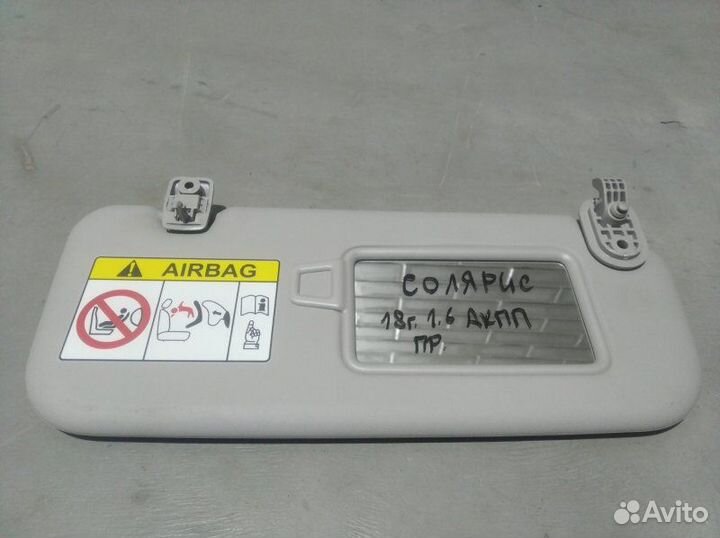 AIRBAG
СОЛЯРИС
18г. 1.6 АКПП
ПР.
Avito